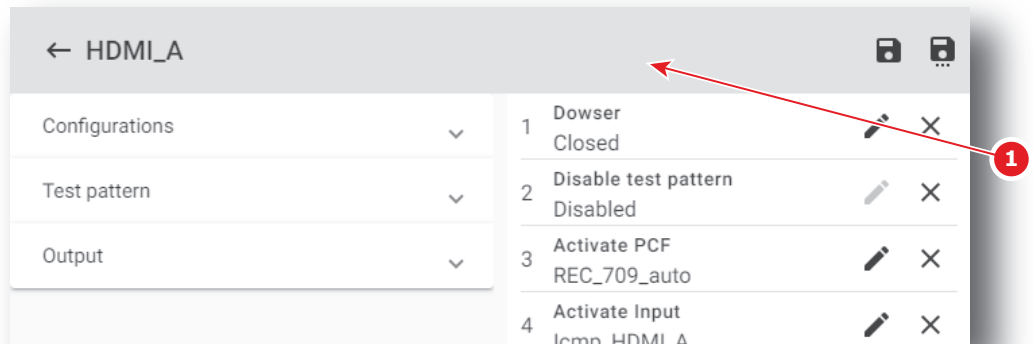 ← HDMI_A
Configurations
Test pattern
Output
1 Dowser
Closed
2 Disable test pattern
Disabled
3 Activate PCF
REC_709_auto
4 Activate Input
Icmp_HDMI_A
1